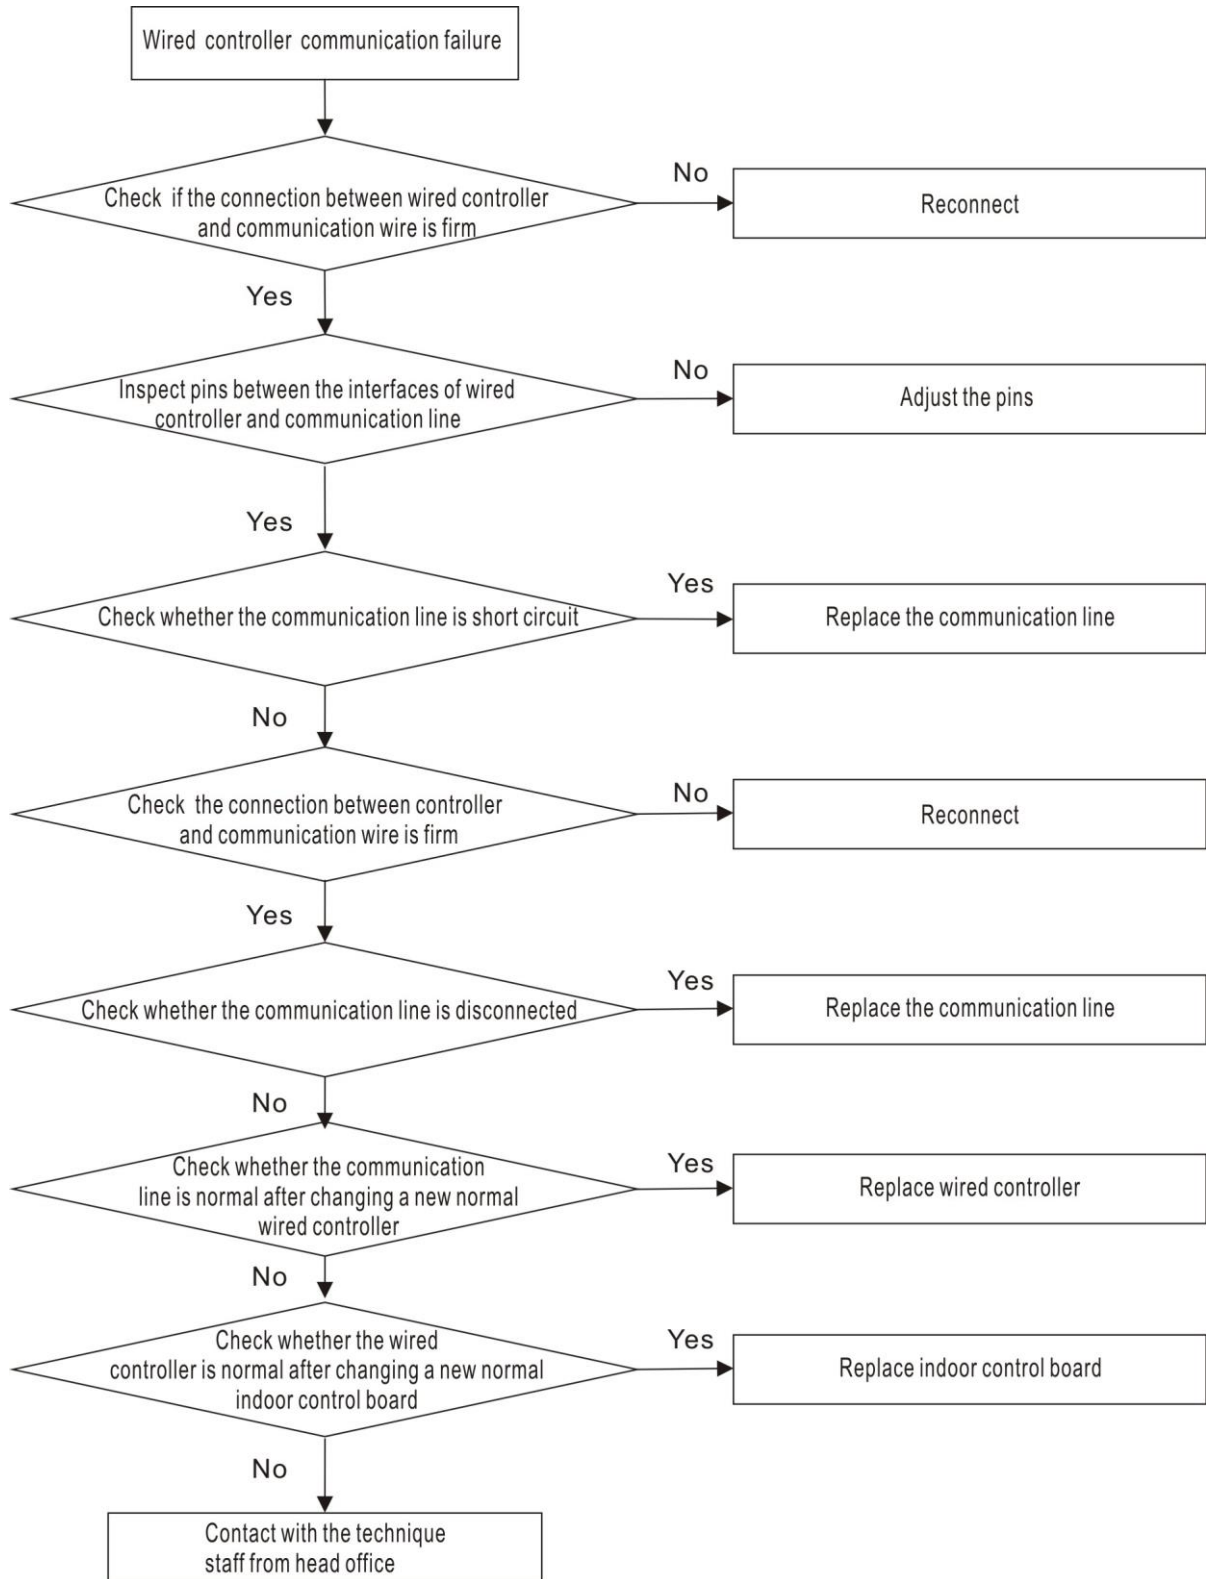 Wired controller communication failure
Check if the connection between wired controller
and communication wire is firm
No
Reconnect
Yes
Inspect pins between the interfaces of wired
controller and communication line
No
Adjust the pins
Yes
Check whether the communication line is short circuit
Yes
Replace the communication line
No
Check the connection between controller
and communication wire is firm
No
Reconnect
Yes
Check whether the communication line is disconnected
Yes
Replace the communication line
No
Check whether the communication
line is normal after changing a new normal
wired controller
Yes
Replace wired controller
No
Check whether the wired
controller is normal after changing a new normal
indoor control board
Yes
Replace indoor control board
No
Contact with the technique
staff from head office